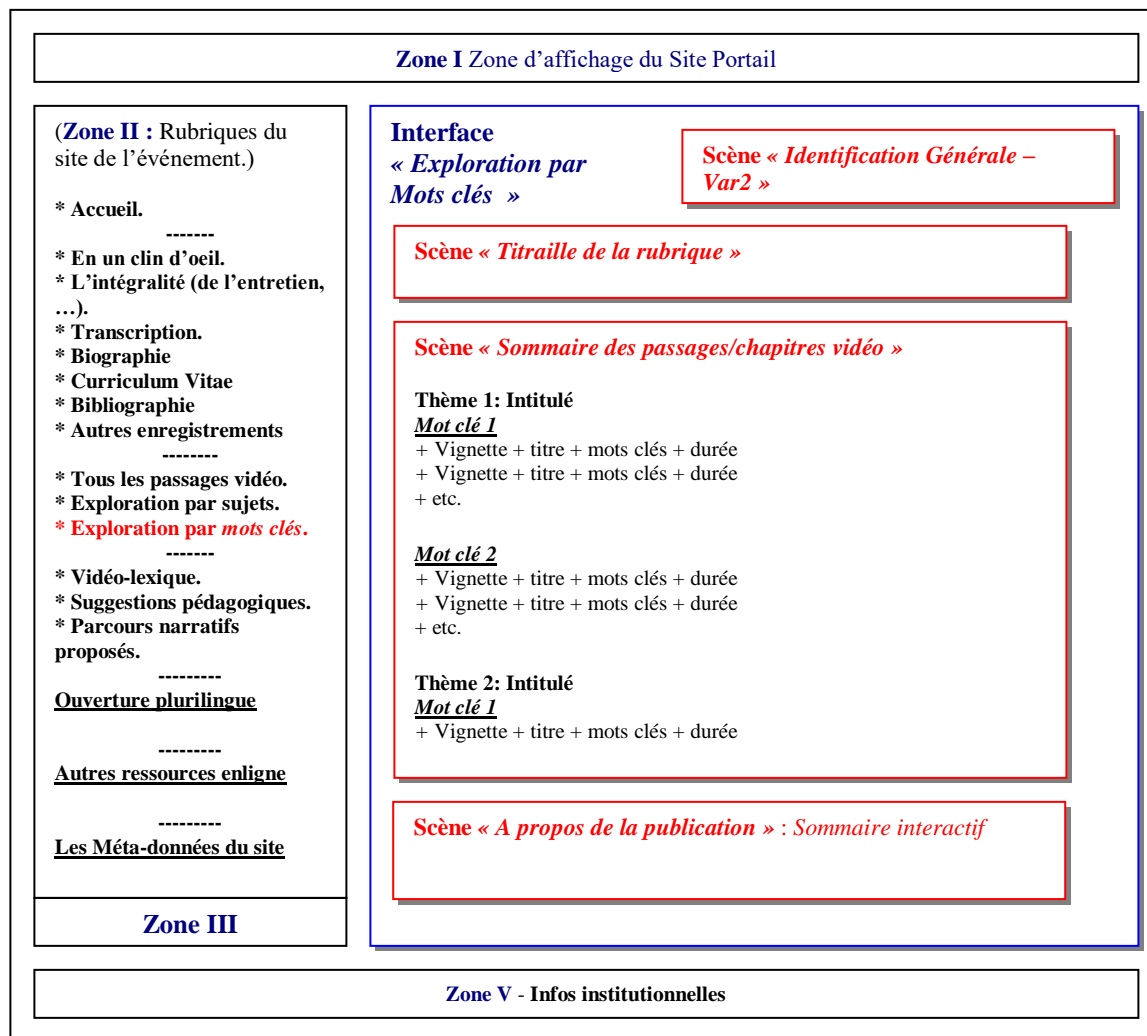 Zone I Zone d'affichage du Site Portail
(Zone II : Rubriques du
site de l'événement.)
* Accueil.
-------
* En un clin d'oeil.
* L'intégralité (de l'entretien,
…).
* Transcription.
* Biographie
* Curriculum Vitae
* Bibliographie
* Autres enregistrements
--------
* Tous les passages vidéo.
* Exploration par sujets.
* Exploration par mots clés.
-------
* Vidéo-lexique.
* Suggestions pédagogiques.
* Parcours narratifs
proposés.
---------
Ouverture plurilingue
---------
Autres ressources enligne
---------
Les Méta-données du site
Zone III
Interface
« Exploration par
Mots clés »
Scène « Identification Générale –
Var2 »
Scène « Titraille de la rubrique »
Scène « Sommaire des passages/chapitres vidéo »
Thème 1: Intitulé
Mot clé 1
+ Vignette + titre + mots clés + durée
+ Vignette + titre + mots clés + durée
+ etc.
Mot clé 2
+ Vignette + titre + mots clés + durée
+ Vignette + titre + mots clés + durée
+ etc.
Thème 2: Intitulé
Mot clé 1
+ Vignette + titre + mots clés + durée
Scène « A propos de la publication » : Sommaire interactif
Zone V - Infos institutionnelles